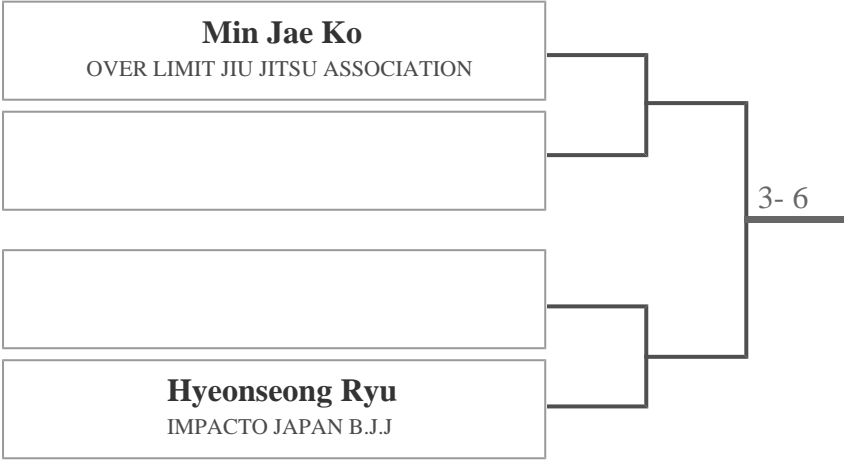 Min Jae Ko
OVER LIMIT JIU JITSU ASSOCIATION
3- 6
Hyeonseong Ryu
IMPACTO JAPAN B.J.J